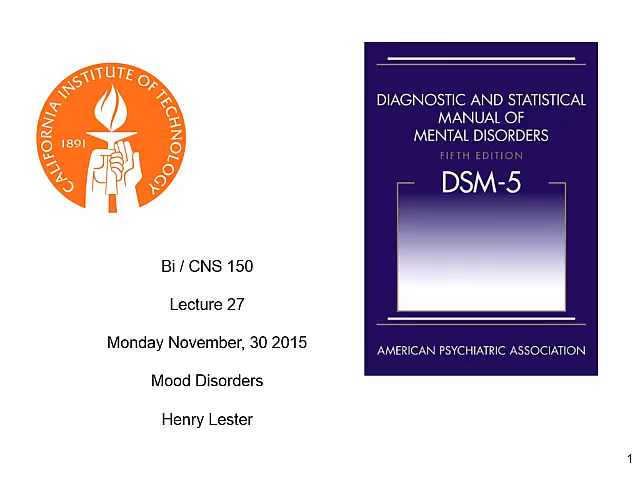 CALIFORNIA INSTITUTE OF TECHNOLOGY
1891
Bi / CNS 150
Lecture 27
Monday November, 30 2015
Mood Disorders
Henry Lester
DIAGNOSTIC AND STATISTICAL
MANUAL OF
MENTAL DISORDERS
FIFTH EDITION
DSM-5
AMERICAN PSYCHIATRIC ASSOCIATION
1